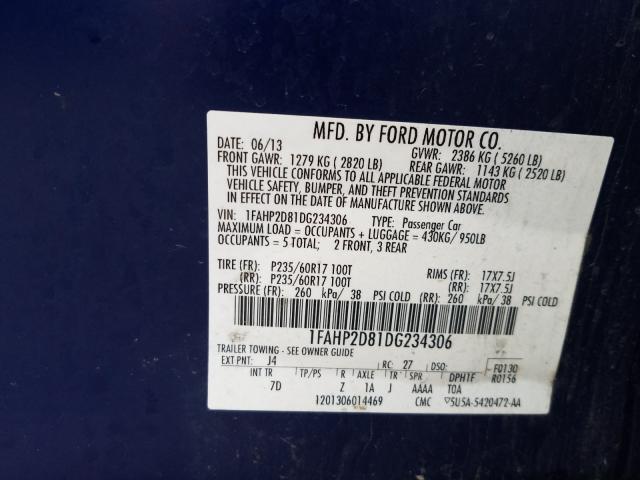 MFD. BY FORD MOTOR CO.
DATE: 06/13 GVWR: 2386 KG ( 5260 LB)
FRONT GAWR: 1279 KG ( 2820 LB) REAR GAWR: 1143 KG ( 2520 LB)
THIS VEHICLE CONFORMS TO ALL APPLICABLE FEDERAL MOTOR
VEHICLE SAFETY, BUMPER, AND THEFT PREVENTION STANDARDS
IN EFFECT ON THE DATE OF MANUFACTURE SHOWN ABOVE.
VIN: 1FAHP2D81DG234306 TYPE: Passenger Car
MAXIMUM LOAD = OCCUPANTS + LUGGAGE = 430KG/ 950LB
OCCUPANTS = 5 TOTAL; 2 FRONT, 3 REAR
TIRE (FR): P235/60R17 100T RIMS (FR): 17X7.5J
(RR): P235/60R17 100T (RR): 17X7.5J
PRESSURE (FR): 260 kPa/ 38 PSI COLD (RR): 260 kPa/ 38 PSI COLD
1FAHP2D81DG234306
TRAILER TOWING - SEE OWNER GUIDE
EXT PNT: J4 RC: 27 DSO: F0130
R0156
INT TR TP/PS R AXLE TR SPR DPHTF
7D Z 1A J AAAA TOA
1201306014469 CMC 5U5A-5420472-AA